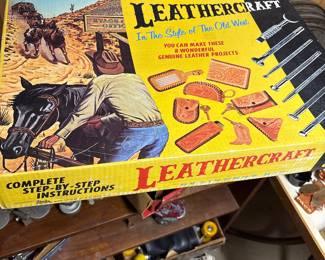 LEATHERCRAFT
In The Style of The Old West
YOU CAN MAKE THESE
8 WONDERFUL
GENUINE LEATHER PROJECTS
COMPLETE
STEP-BY-STEP
INSTRUCTIONS
LEATHERCRAFT